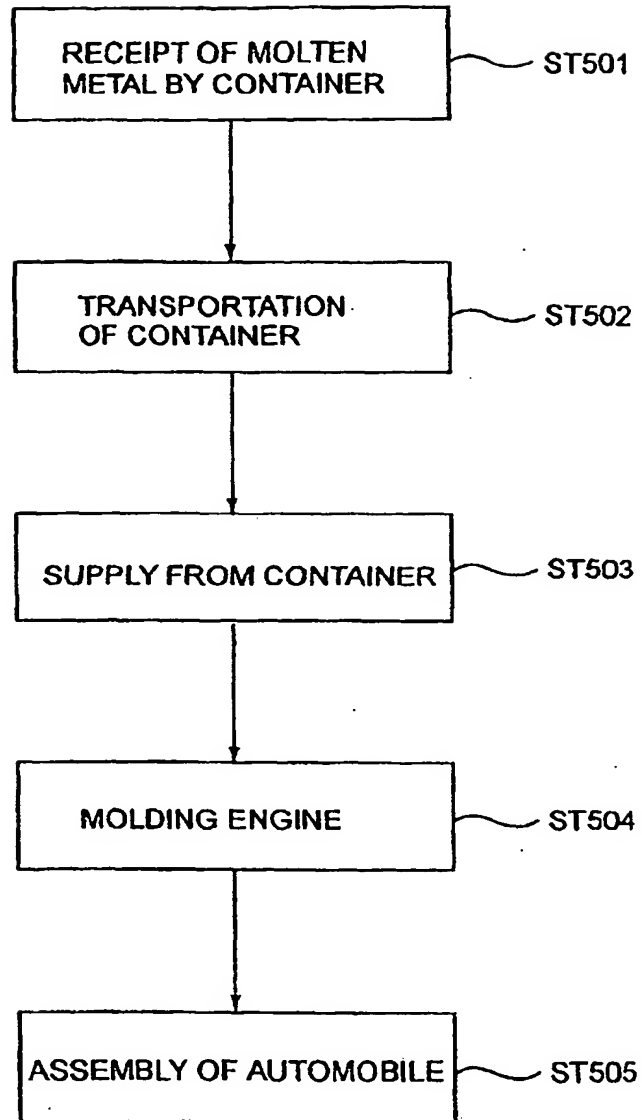 RECEIPT OF MOLTEN
METAL BY CONTAINER
ST501
TRANSPORTATION
OF CONTAINER
ST502
SUPPLY FROM CONTAINER
ST503
MOLDING ENGINE
ST504
ASSEMBLY OF AUTOMOBILE
ST505